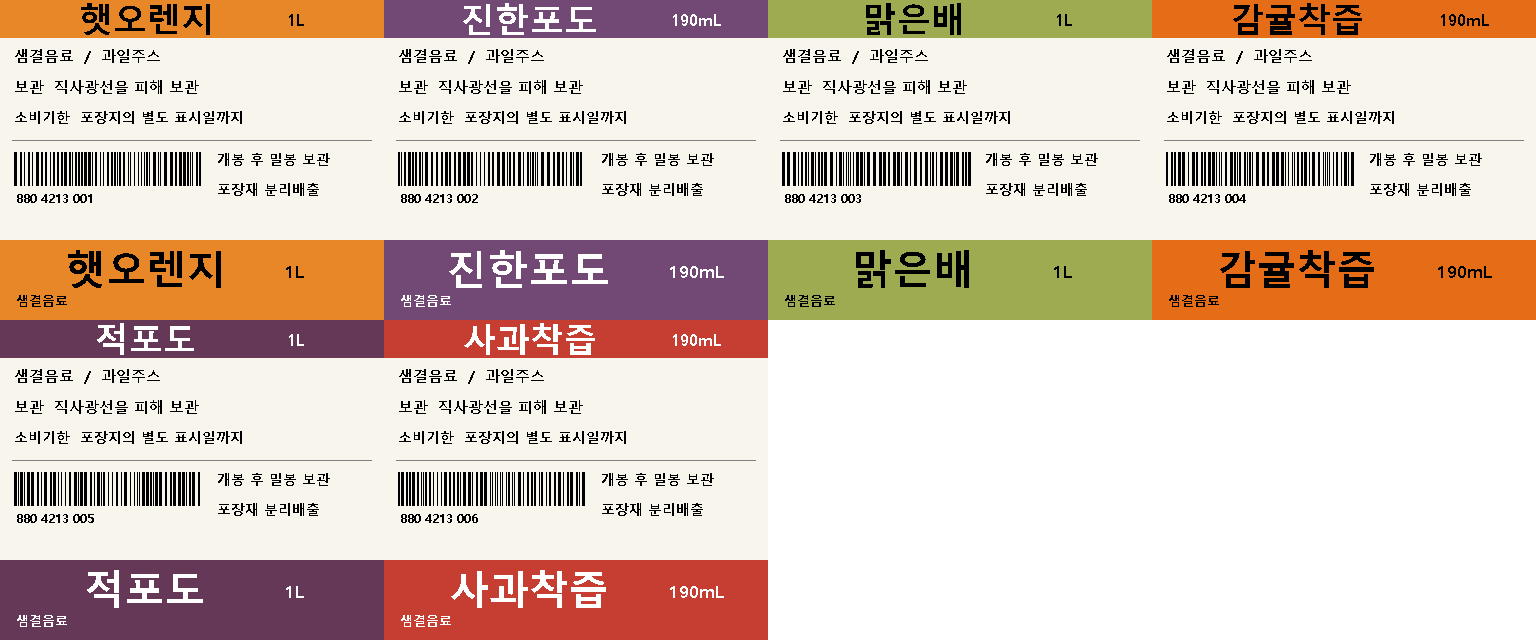 햇오렌지 1L
샘결음료 / 과일주스
보관 직사광선을 피해 보관
소비기한 포장지의 별도 표시일까지
개봉 후 밀봉 보관
포장재 분리배출
880 4213 001
햇오렌지 1L
샘결음료
진한포도 190mL
샘결음료 / 과일주스
보관 직사광선을 피해 보관
소비기한 포장지의 별도 표시일까지
개봉 후 밀봉 보관
포장재 분리배출
880 4213 002
진한포도 190mL
샘결음료
맑은배 1L
샘결음료 / 과일주스
보관 직사광선을 피해 보관
소비기한 포장지의 별도 표시일까지
개봉 후 밀봉 보관
포장재 분리배출
880 4213 003
맑은배 1L
샘결음료
감귤착즙 190mL
샘결음료 / 과일주스
보관 직사광선을 피해 보관
소비기한 포장지의 별도 표시일까지
개봉 후 밀봉 보관
포장재 분리배출
880 4213 004
감귤착즙 190mL
샘결음료
적포도 1L
샘결음료 / 과일주스
보관 직사광선을 피해 보관
소비기한 포장지의 별도 표시일까지
개봉 후 밀봉 보관
포장재 분리배출
880 4213 005
적포도 1L
샘결음료
사과착즙 190mL
샘결음료 / 과일주스
보관 직사광선을 피해 보관
소비기한 포장지의 별도 표시일까지
개봉 후 밀봉 보관
포장재 분리배출
880 4213 006
사과착즙 190mL
샘결음료